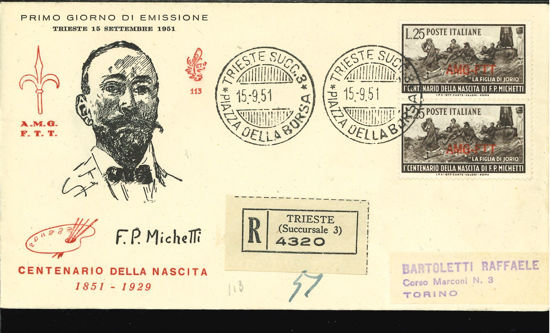 PRIMO GIORNO DI EMISSIONE
TRIESTE 15 SETTEMBRE 1951
A.M.G.
F.T.T.
113
TRIESTE SUCC.3
15-9.51
* PIAZZA DELLA BORSA *
TRIESTE SUCC.3
15-9.51
* PIAZZA DELLA BORSA *
L.25 POSTE ITALIANE
AMG-FTT
"LA FIGLIA DI JORIO"
I° CENTENARIO DELLA NASCITA DI F.P. MICHETTI
L.25 POSTE ITALIANE
AMG-FTT
"LA FIGLIA DI JORIO"
I° CENTENARIO DELLA NASCITA DI F.P. MICHETTI
F.P. Michetti
CENTENARIO DELLA NASCITA
1851 - 1929
R
TRIESTE
(Succursale 3)
4320
113
57
BARTOLETTI RAFFAELE
Corso Marconi N. 3
TORINO